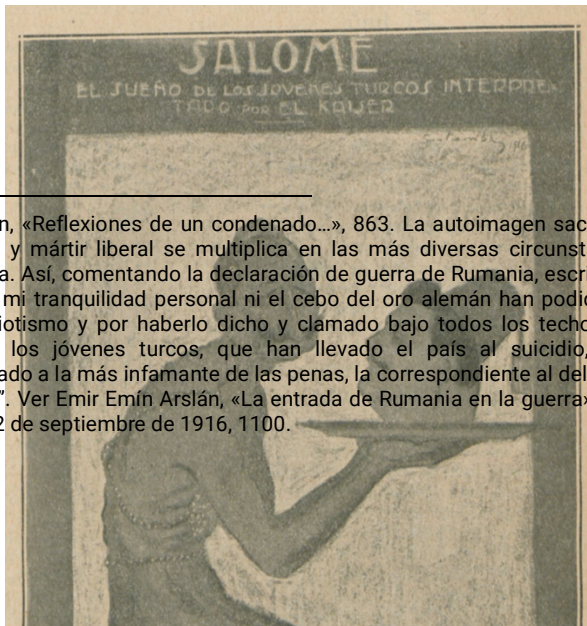 SALOMÉ
EL SUEÑO DE LOS JOVENES TURCOS INTERPRE-
TADO POR EL KAISER
n, «Reflexiones de un condenado…», 863. La autoimagen sac
y mártir liberal se multiplica en las más diversas circunst
a. Así, comentando la declaración de guerra de Rumania, escri
mi tranquilidad personal ni el cebo del oro alemán han podid
iotismo y por haberlo dicho y clamado bajo todos los techo
los jóvenes turcos, que han llevado el país al suicidio,
ado a la más infamante de las penas, la correspondiente al del
”. Ver Emir Emín Arslán, «La entrada de Rumania en la guerra»
2 de septiembre de 1916, 1100.